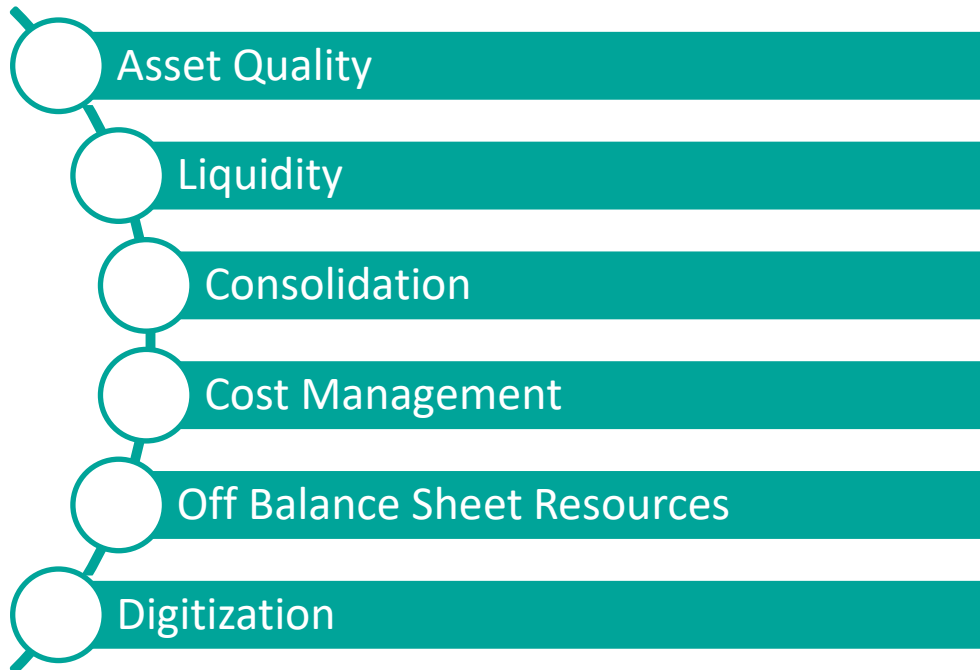 Asset Quality
Liquidity
Consolidation
Cost Management
Off Balance Sheet Resources
Digitization